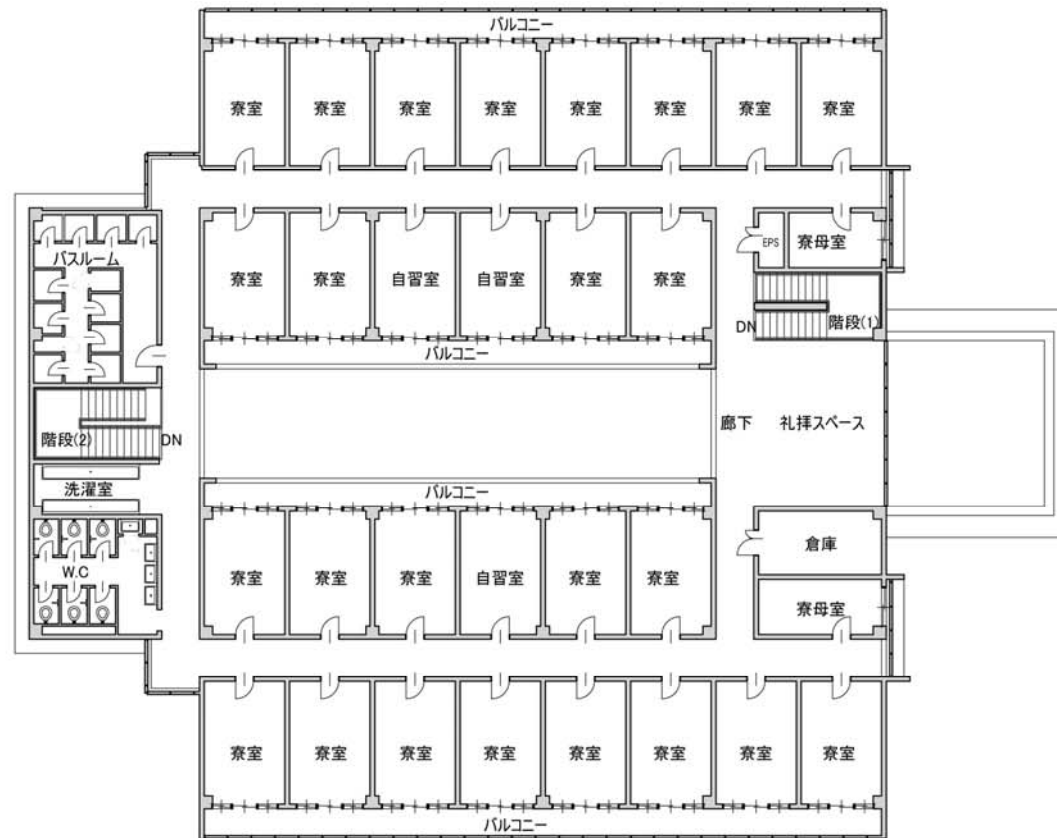 バルコニー
寮室 寮室 寮室 寮室 寮室 寮室 寮室 寮室
EPS 寮母室
バスルーム
寮室 寮室 自習室 自習室 寮室 寮室
DN 階段(1)
バルコニー
廊下 礼拝スペース
階段(2) DN
洗濯室
バルコニー
倉庫
W.C
寮室 寮室 寮室 自習室 寮室 寮室
寮母室
寮室 寮室 寮室 寮室 寮室 寮室 寮室 寮室
バルコニー